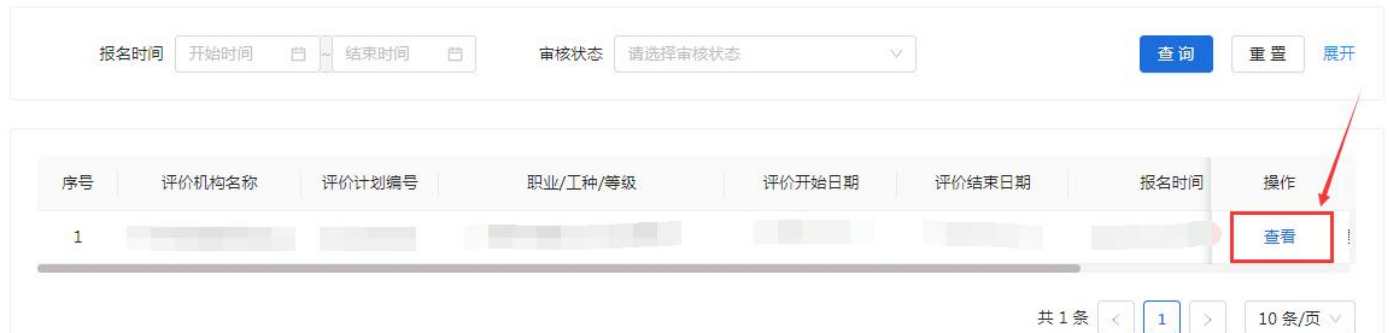 报名时间 开始时间 ~ 结束时间 审核状态 请选择审核状态 查询 重置 展开
序号 评价机构名称 评价计划编号 职业/工种/等级 评价开始日期 评价结束日期 报名时间 操作
1 查看
共1条 < 1 > 10 条/页